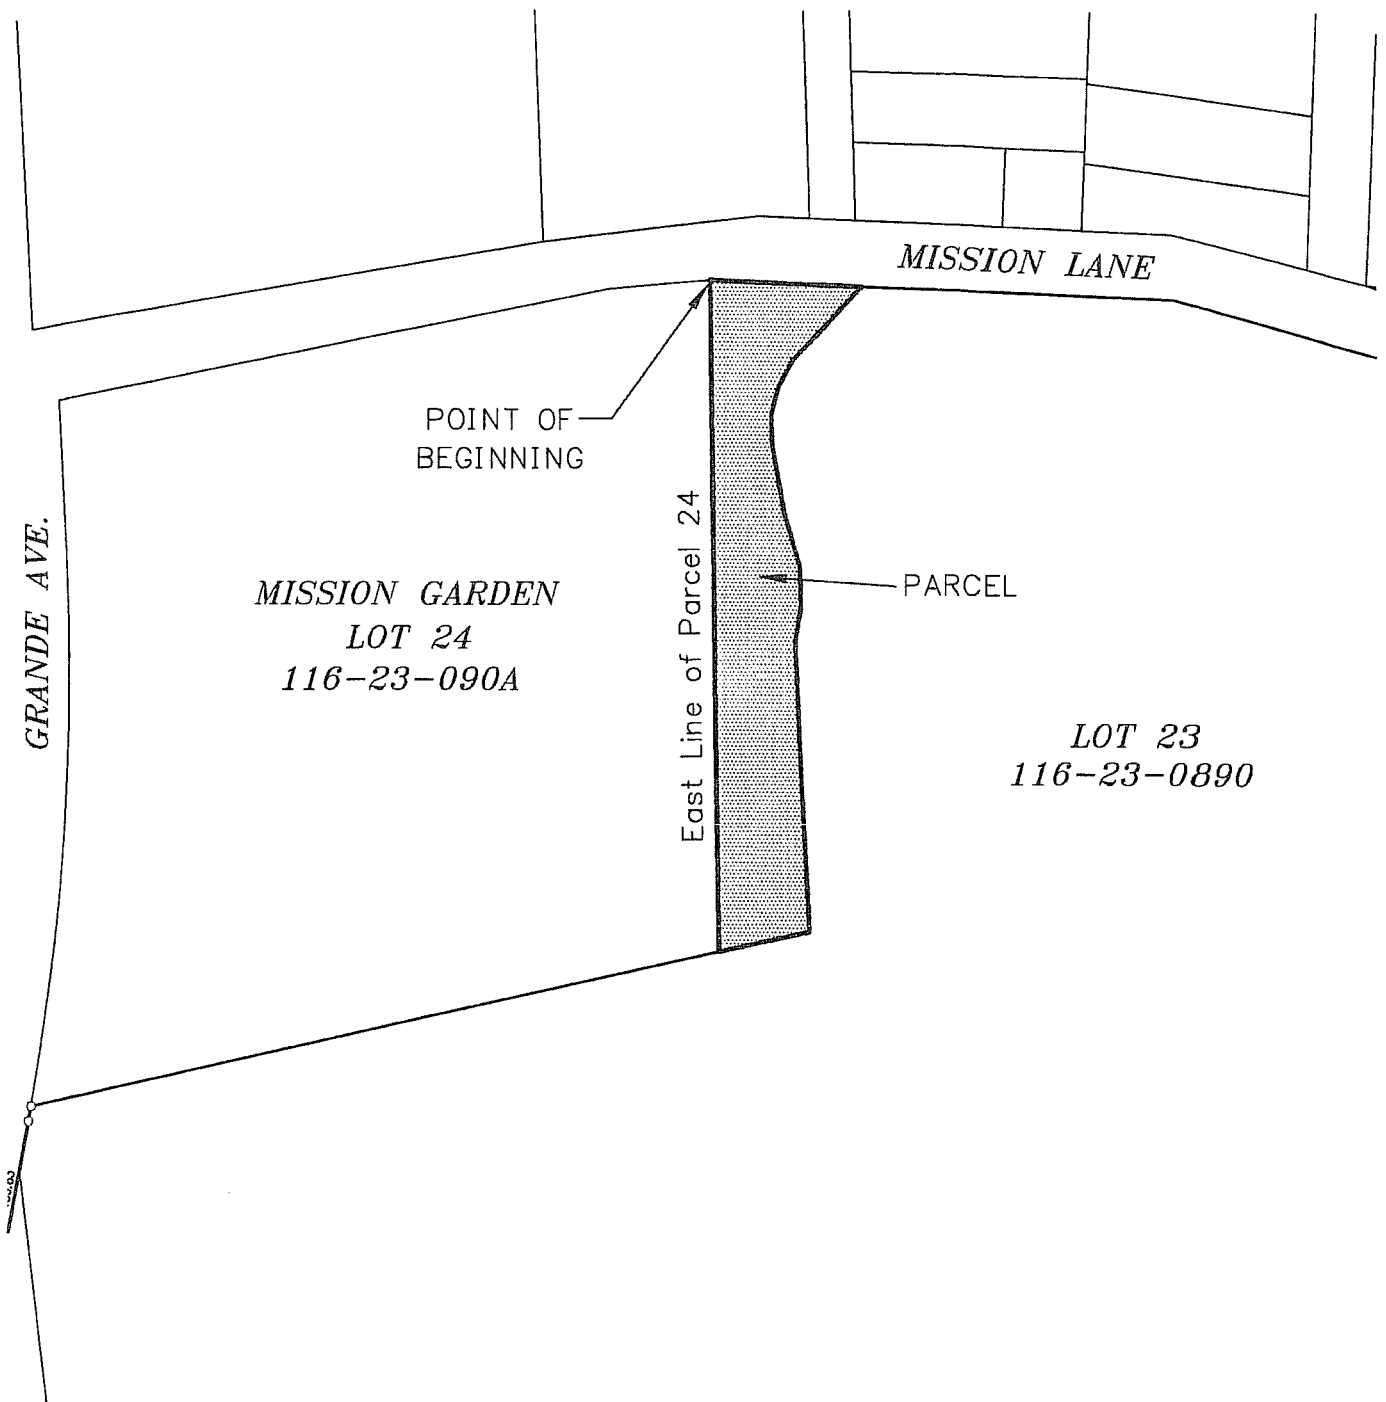 MISSION LANE
POINT OF
BEGINNING
GRANDE AVE.
MISSION GARDEN
LOT 24
116-23-090A
East Line of Parcel 24
PARCEL
LOT 23
116-23-0890